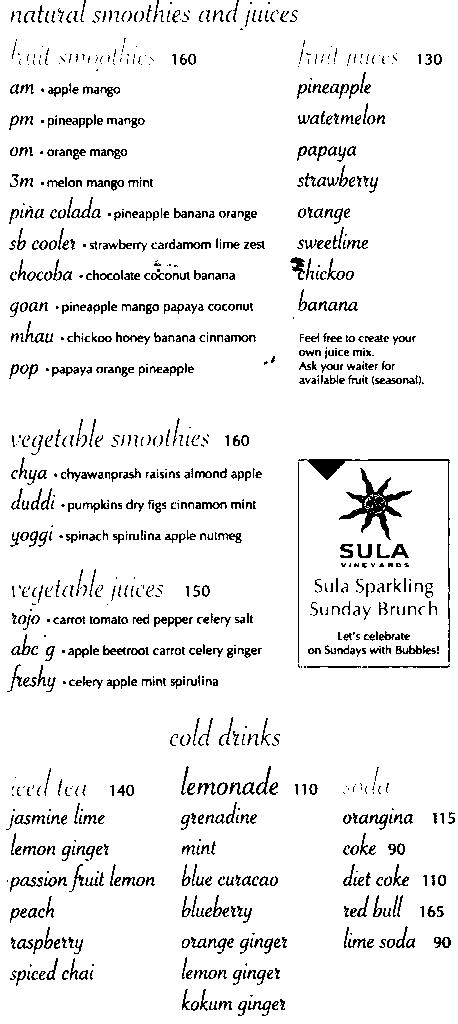 natural smoothies and juices
fruit smoothies 160
am • apple mango
pm • pineapple mango
om • orange mango
3m • melon mango mint
piña colada • pineapple banana orange
sb cooler • strawberry cardamom lime zest
chocoba • chocolate coconut banana
goan • pineapple mango papaya coconut
mhau • chickoo honey banana cinnamon
pop • papaya orange pineapple
fruit juices 130
pineapple
watermelon
papaya
strawberry
orange
sweetlime
chickoo
banana
Feel free to create your
own juice mix.
Ask your waiter for
available fruit (seasonal).
vegetable smoothies 160
chya • chyawanprash raisins almond apple
duddi • pumpkins dry figs cinnamon mint
yoggi • spinach spirulina apple nutmeg
vegetable juices 150
rojo • carrot tomato red pepper celery salt
abc g • apple beetroot carrot celery ginger
freshy • celery apple mint spirulina
SULA
VINEYARDS
Sula Sparkling
Sunday Brunch
Let's celebrate
on Sundays with Bubbles!
cold drinks
iced tea 140
jasmine lime
lemon ginger
passion fruit lemon
peach
raspberry
spiced chai
lemonade 110
grenadine
mint
blue curacao
blueberry
orange ginger
lemon ginger
kokum ginger
soda
orangina 115
coke 90
diet coke 110
red bull 165
lime soda 90